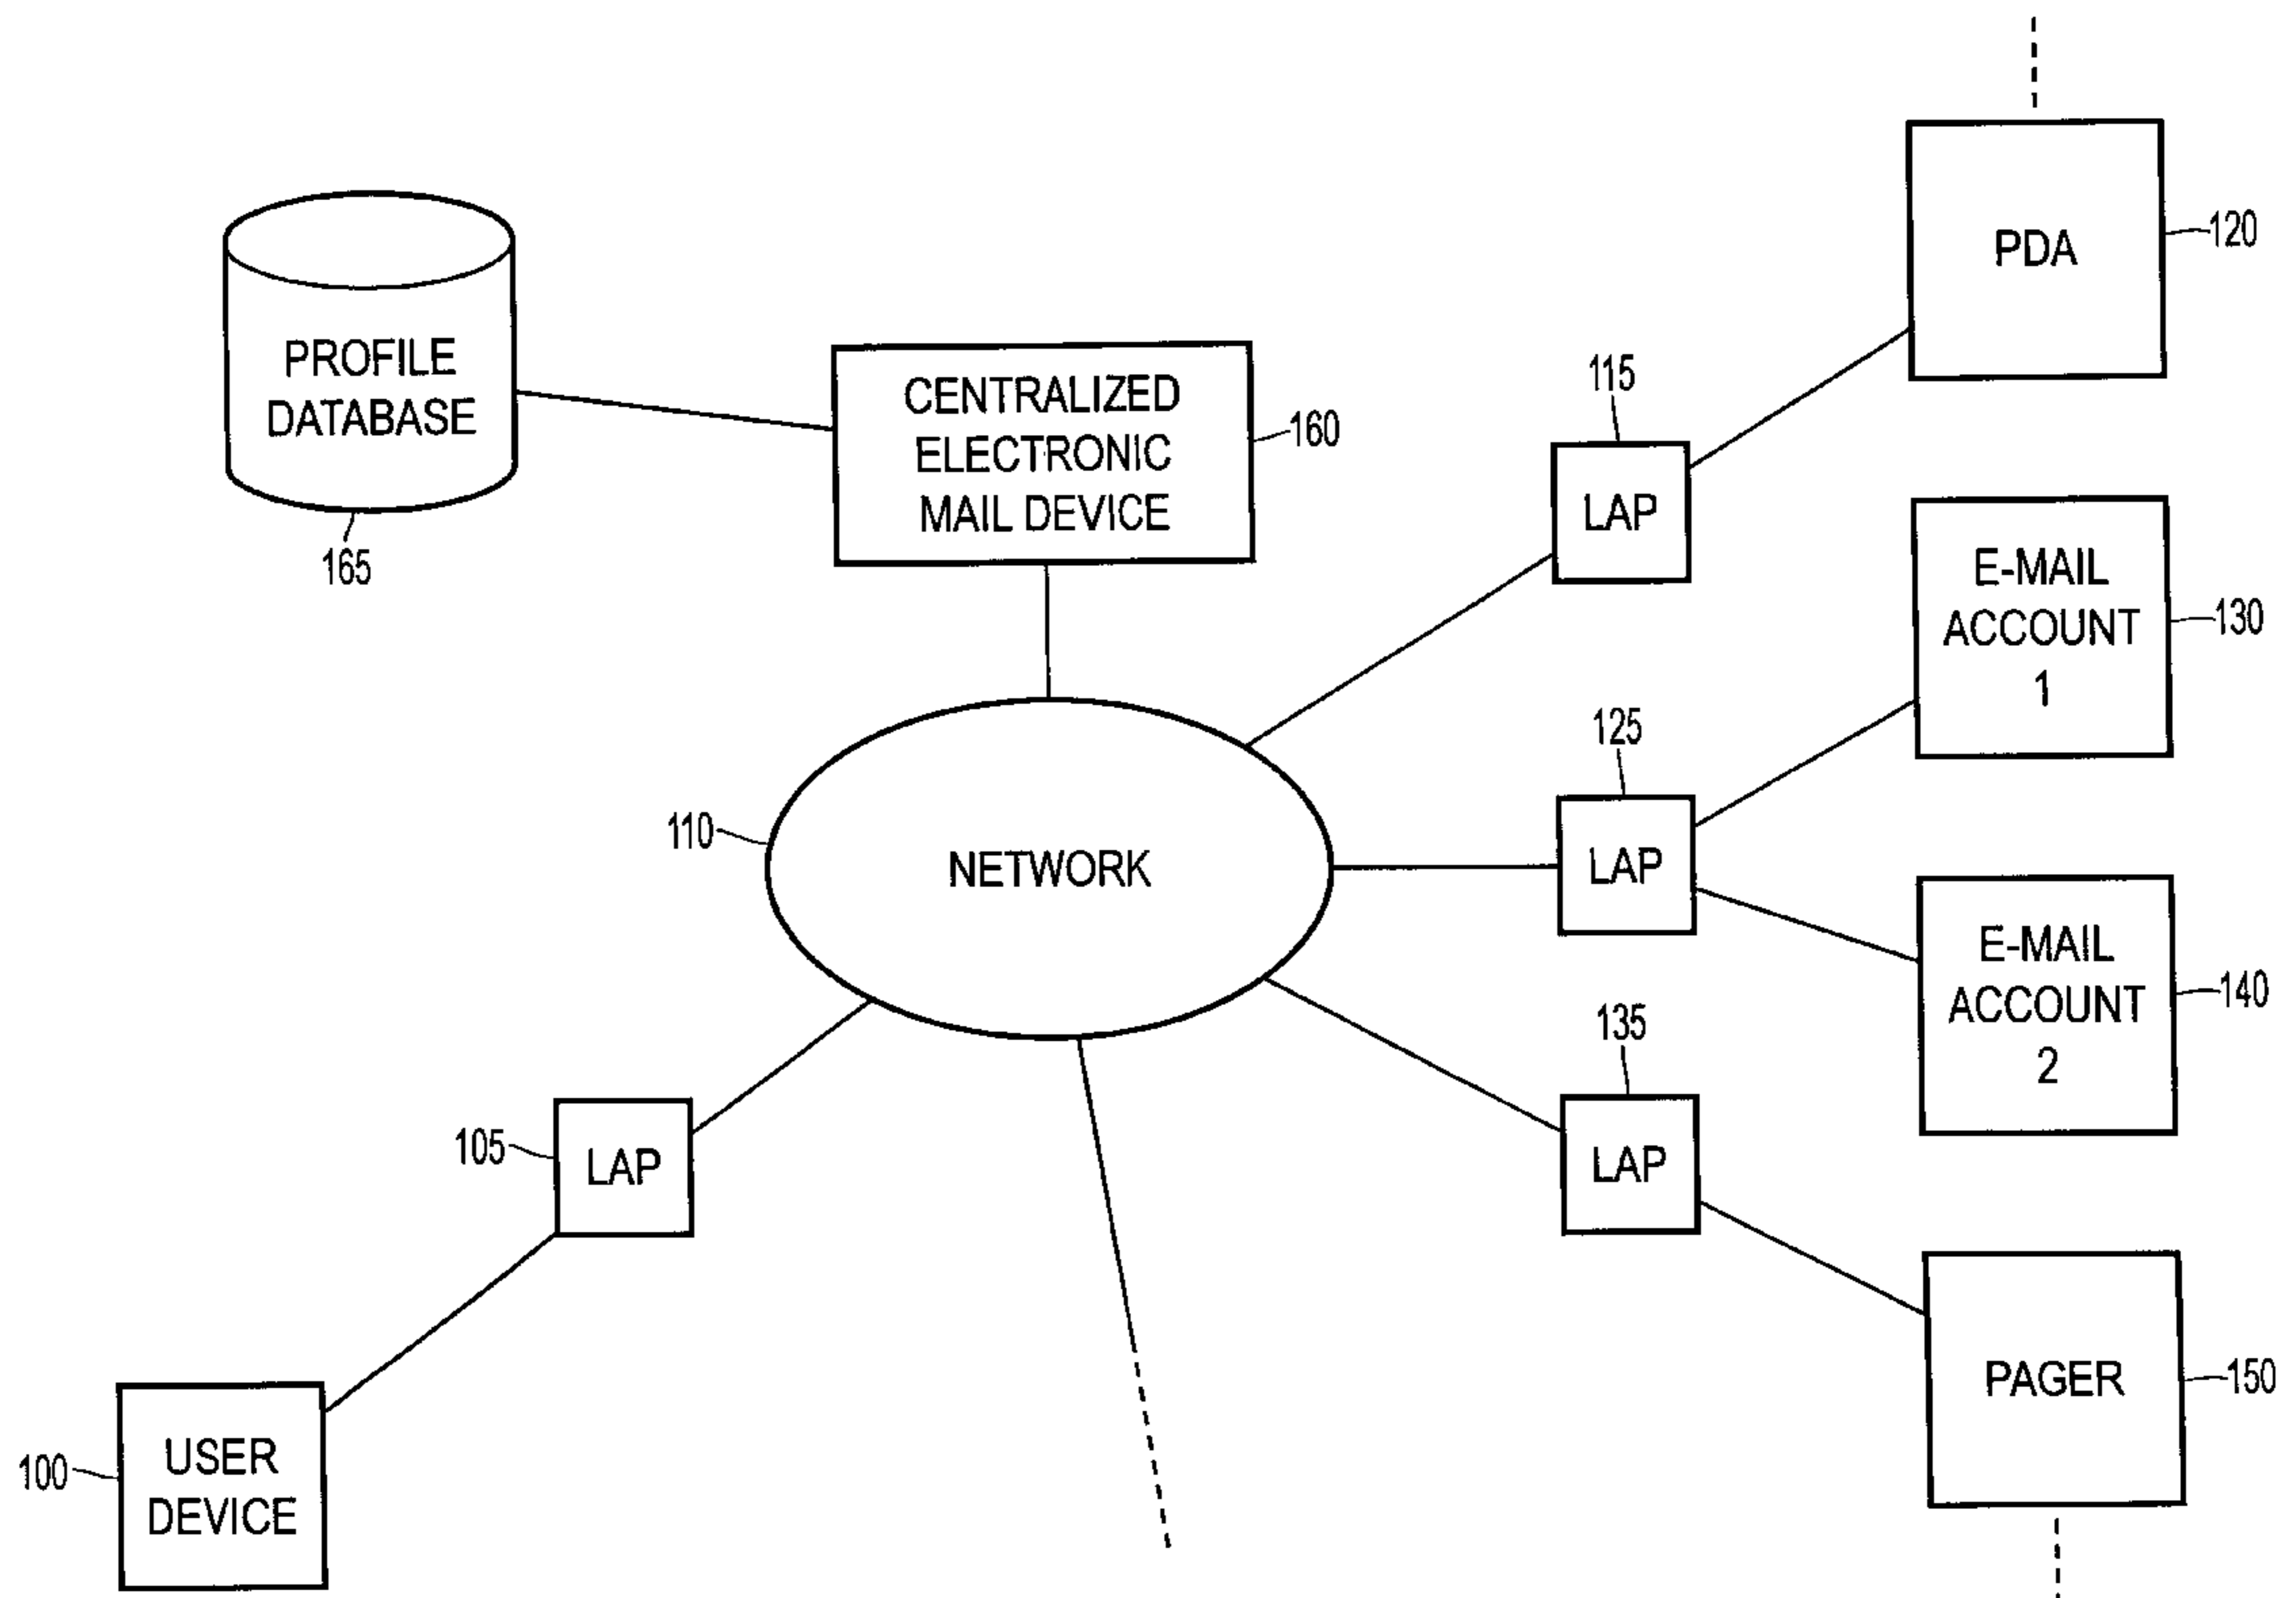 PDA
120
PROFILE
DATABASE
165
CENTRALIZED
ELECTRONIC
MAIL DEVICE
160
115
LAP
E-MAIL
ACCOUNT
1
130
110
NETWORK
125
LAP
E-MAIL
ACCOUNT
2
140
105
LAP
135
LAP
PAGER
150
100
USER
DEVICE